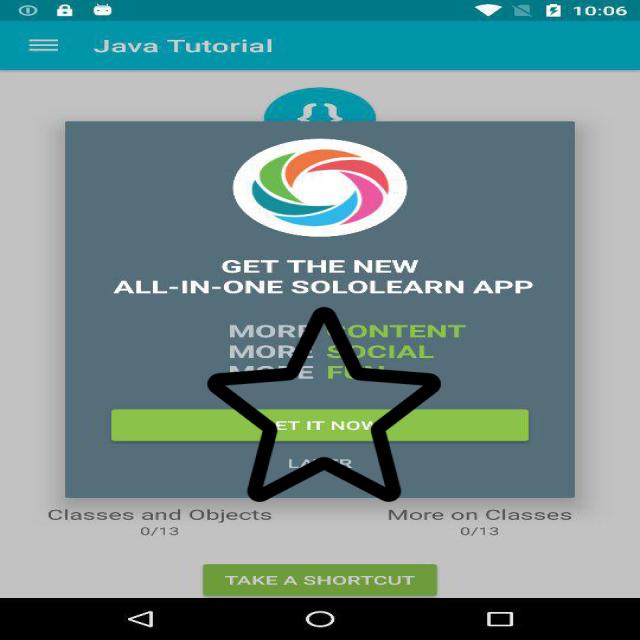 10:06
Java Tutorial
GET THE NEW
ALL-IN-ONE SOLOLEARN APP
MORE CONTENT
MORE SOCIAL
MORE FUN
GET IT NOW
LATER
Classes and Objects
More on Classes
0/13
0/13
TAKE A SHORTCUT